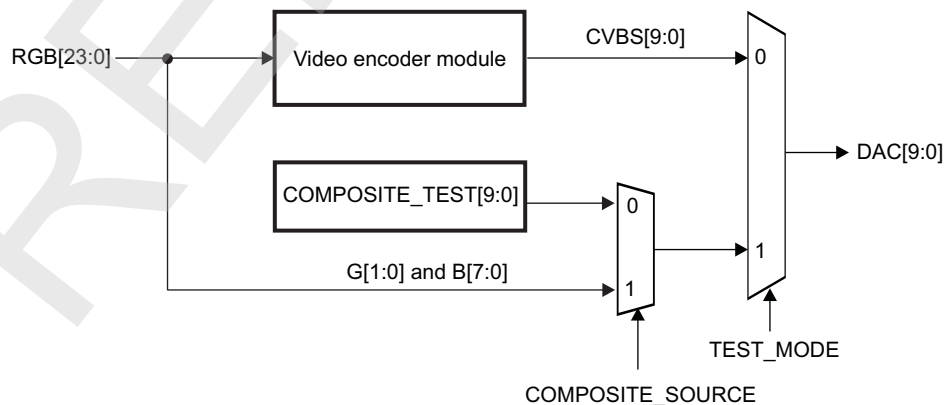 CVBS[9:0]
RGB[23:0]
Video encoder module
0
DAC[9:0]
COMPOSITE_TEST[9:0]
0
1
G[1:0] and B[7:0]
1
TEST_MODE
COMPOSITE_SOURCE